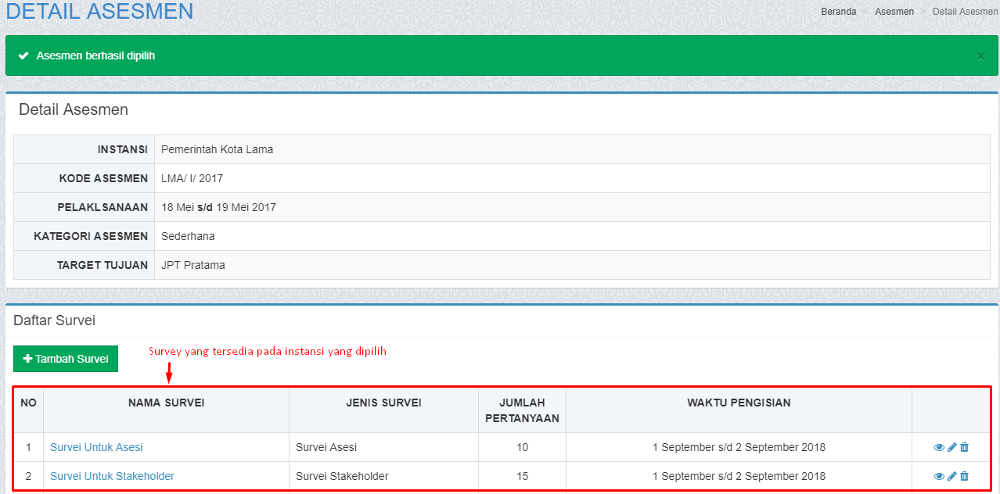 DETAIL ASESMEN
Beranda > Asesmen > Detail Asesmen
Asesmen berhasil dipilih ×
Detail Asesmen
INSTANSI Pemerintah Kota Lama
KODE ASESMEN LMA/ I/ 2017
PELAKLSANAAN 18 Mei s/d 19 Mei 2017
KATEGORI ASESMEN Sederhana
TARGET TUJUAN JPT Pratama
Daftar Survei
+ Tambah Survei
Survey yang tersedia pada instansi yang dipilih
NO NAMA SURVEI JENIS SURVEI JUMLAH PERTANYAAN WAKTU PENGISIAN
1 Survei Untuk Asesi Survei Asesi 10 1 September s/d 2 September 2018
2 Survei Untuk Stakeholder Survei Stakeholder 15 1 September s/d 2 September 2018